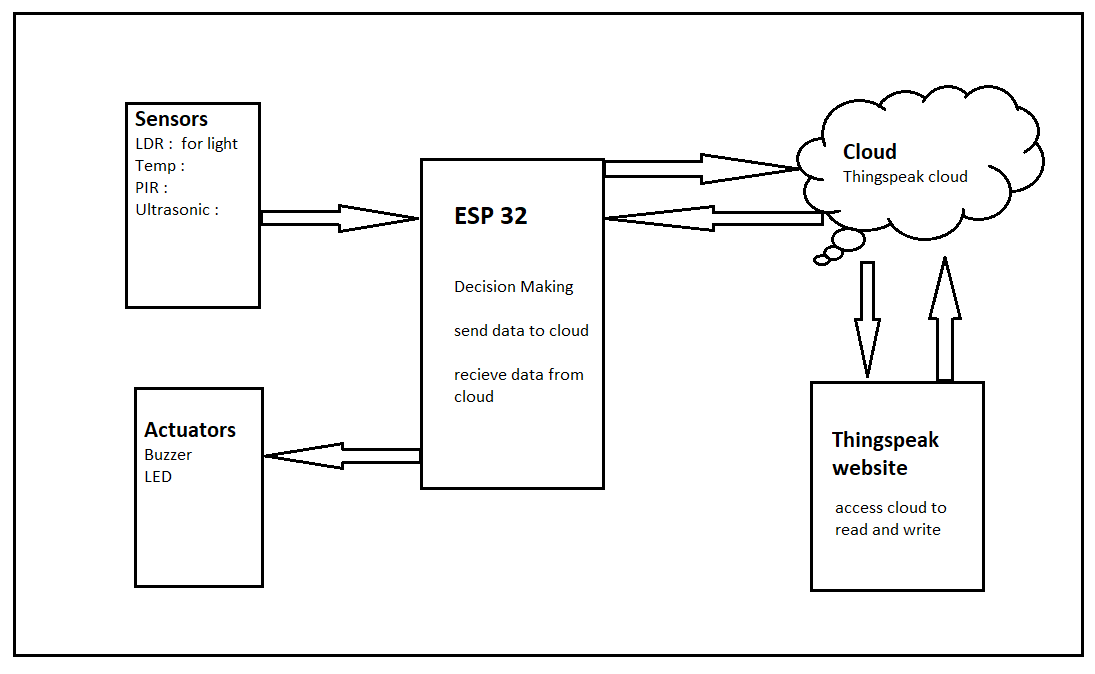 Sensors
LDR :  for light
Temp :
PIR :
Ultrasonic :
ESP 32
Decision Making
send data to cloud
recieve data from
cloud
Cloud
Thingspeak cloud
Actuators
Buzzer
LED
Thingspeak
website
access cloud to
read and write